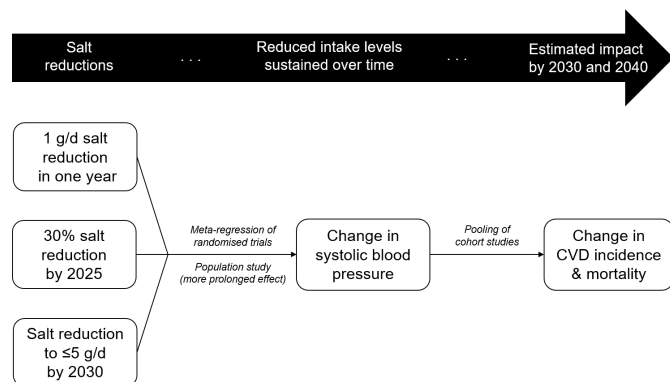 Salt
reductions
. . .
Reduced intake levels
sustained over time
. . .
Estimated impact
by 2030 and 2040
1 g/d salt
reduction
in one year
30% salt
reduction
by 2025
Salt reduction
to ≤5 g/d
by 2030
Meta-regression of
randomised trials
Population study
(more prolonged effect)
Change in
systolic blood
pressure
Pooling of
cohort studies
Change in
CVD incidence
& mortality